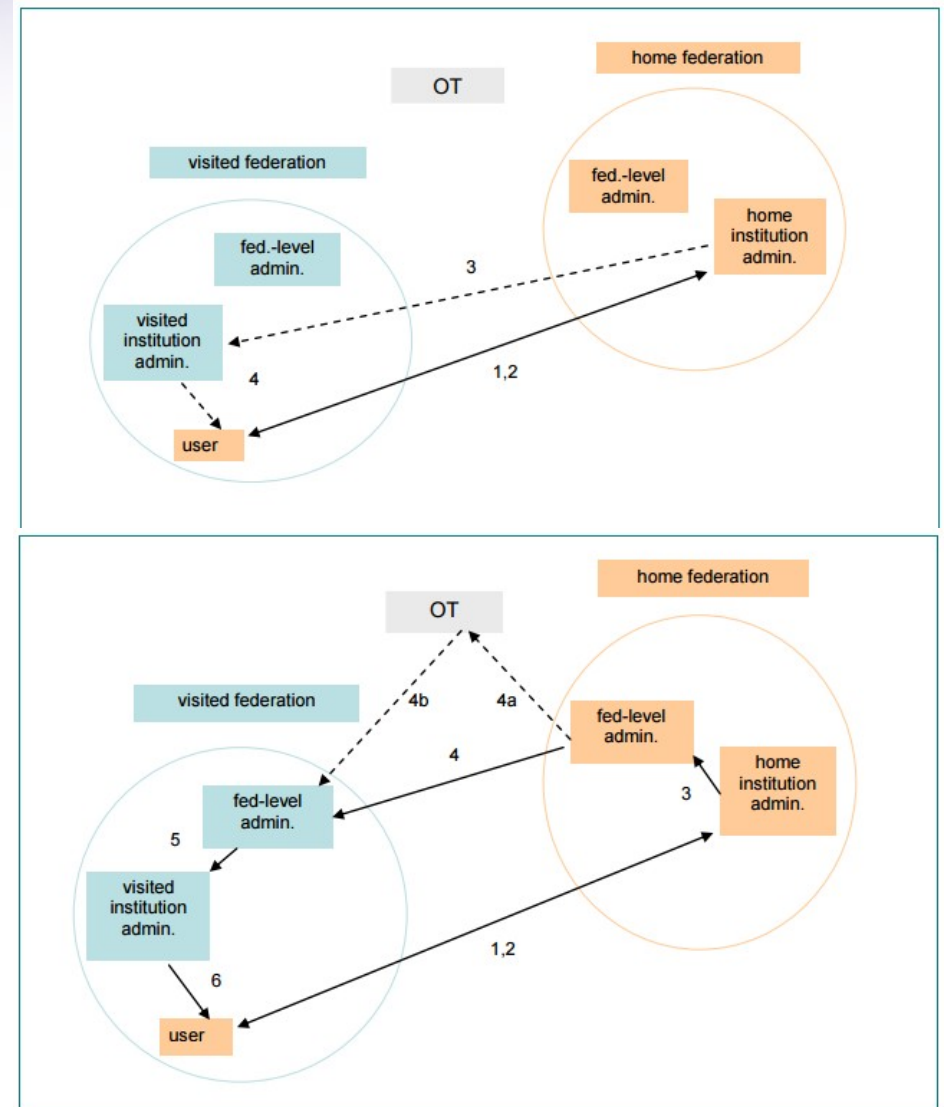 home federation
OT
visited federation
fed.-level
admin.
home
institution
admin.
fed.-level
admin.
3
visited
institution
admin.
4
1,2
user
home federation
OT
visited federation
4b
4a
fed-level
admin.
4
home
institution
admin.
3
fed-level
admin.
5
visited
institution
admin.
1,2
6
user